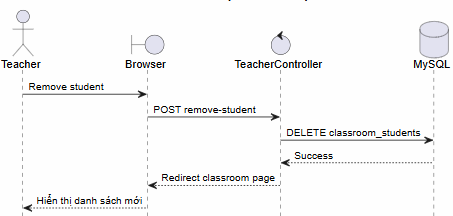 Teacher
Browser
TeacherController
MySQL
Remove student
POST remove-student
DELETE classroom_students
Success
Redirect classroom page
Hiển thị danh sách mới